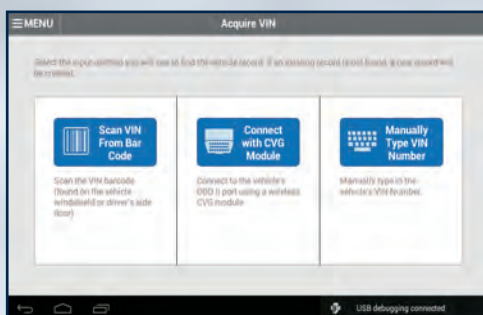 MENU
Acquire VIN
Select the input method you will use to find the vehicle record. If an existing record is not found, a new record will
be created.
Scan VIN
From Bar
Code
Connect
with CVG
Module
Manually
Type VIN
Number
Scan the VIN barcode
(found on the vehicle
windshield or driver's side
door)
Connect to the vehicle's
OBD II port using a wireless
CVG module
Manually type in the
vehicle's VIN Number.
USB debugging connected